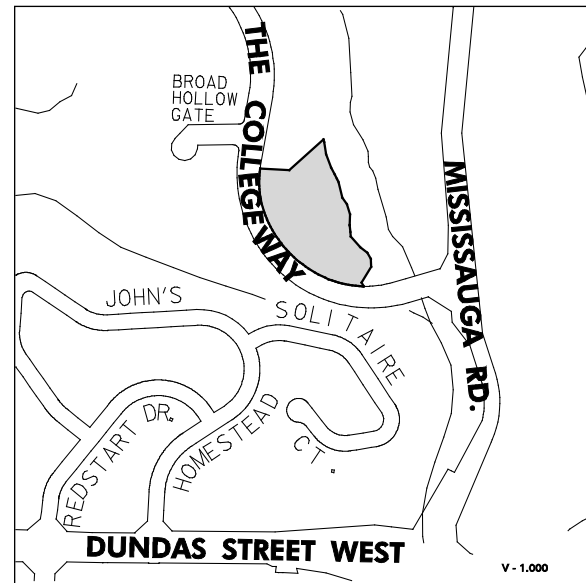 THE COLLEGEWAY
BROAD
HOLLOW
GATE
MISSISSAUGA RD.
JOHN'S HOMESTEAD
SOLITAIRE CT.
REDSTART DR.
DUNDAS STREET WEST
V - 1.000